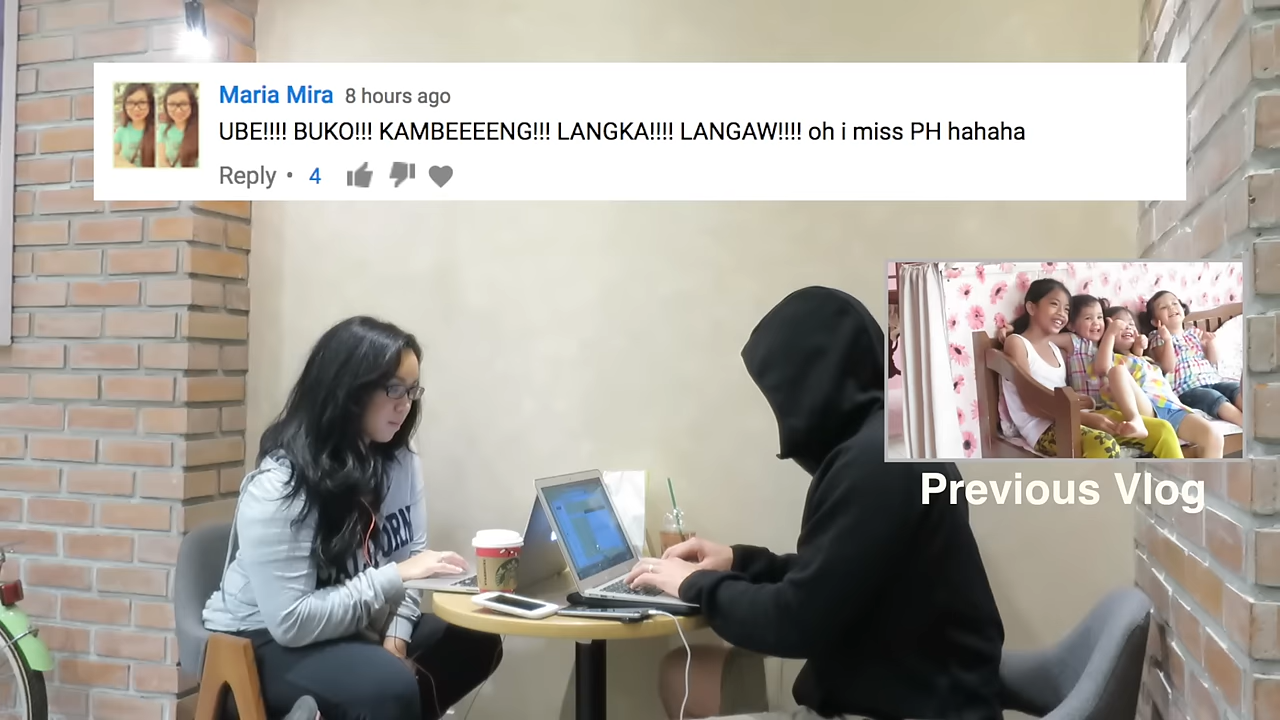 Maria Mira 8 hours ago
UBE!!!! BUKO!!! KAMBEEEENG!!! LANGKA!!!! LANGAW!!!! oh i miss PH hahaha
Reply • 4
Previous Vlog